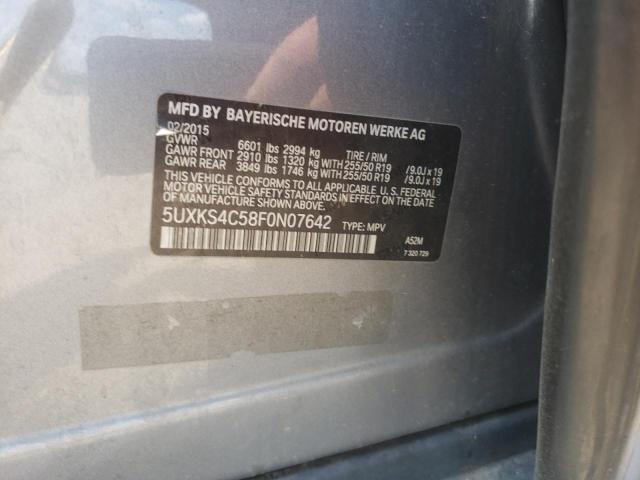 MFD BY BAYERISCHE MOTOREN WERKE AG
02/2015
GVWR 6601 lbs 2994 kg TIRE / RIM
GAWR FRONT 2910 lbs 1320 kg WITH 255/50 R19 / 9.0J x 19
GAWR REAR 3849 lbs 1746 kg WITH 255/50 R19 / 9.0J x 19
THIS VEHICLE CONFORMS TO ALL APPLICABLE U.S. FEDERAL
MOTOR VEHICLE SAFETY STANDARDS IN EFFECT ON THE DATE
OF MANUFACTURE SHOWN ABOVE.
5UXKS4C58F0N07642 TYPE: MPV
A52M
7 320 729